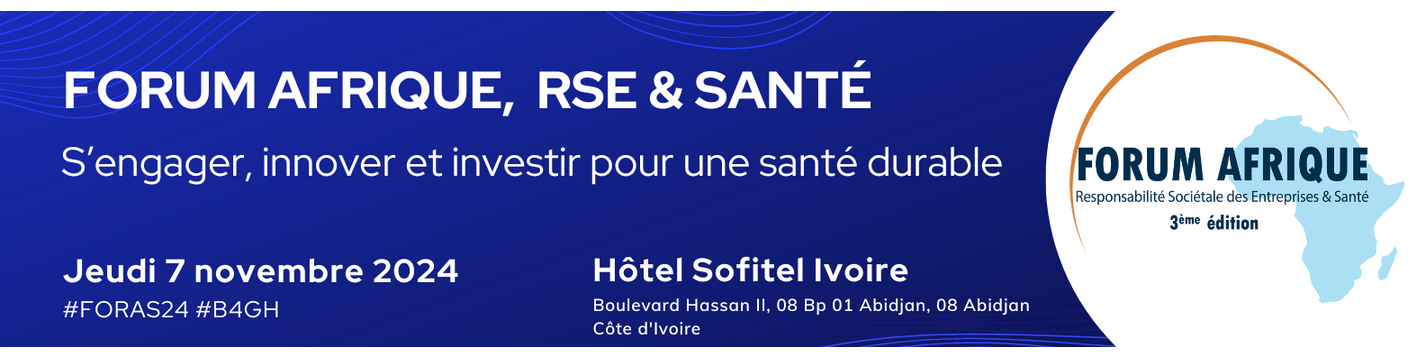 FORUM AFRIQUE, RSE & SANTÉ
S’engager, innover et investir pour une santé durable
Jeudi 7 novembre 2024
#FORAS24 #B4GH
Hôtel Sofitel Ivoire
Boulevard Hassan II, 08 Bp 01 Abidjan, 08 Abidjan
Côte d'Ivoire
FORUM AFRIQUE
Responsabilité Sociétale des Entreprises & Santé
3ème édition